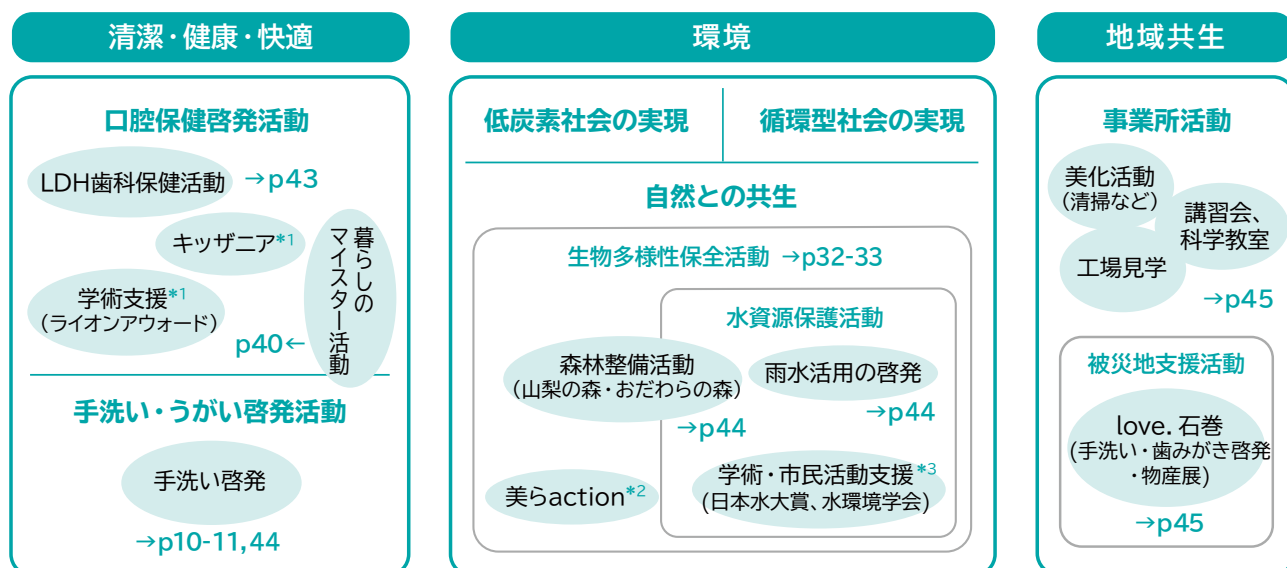 清潔・健康・快適
口腔保健啓発活動
LDH歯科保健活動 →p43
キッザニア*1
暮らしの
マイスター活動
学術支援*1
(ライオンアウォード)
p40←
手洗い・うがい啓発活動
手洗い啓発
→p10-11,44
環境
低炭素社会の実現
循環型社会の実現
自然との共生
生物多様性保全活動 →p32-33
水資源保護活動
森林整備活動
(山梨の森・おだわらの森)
→p44
雨水活用の啓発
→p44
美らaction*2
学術・市民活動支援*3
(日本水大賞、水環境学会)
地域共生
事業所活動
美化活動
(清掃など)
講習会、
科学教室
工場見学
→p45
被災地支援活動
love.石巻
(手洗い・歯みがき啓発
・物産展)
→p45